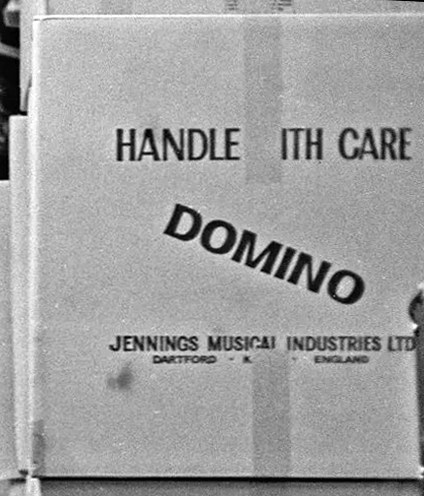 HANDLE ITH CARE
DOMINO
JENNINGS MUSICAL INDUSTRIES LTD
DARTFORD - K - ENGLAND